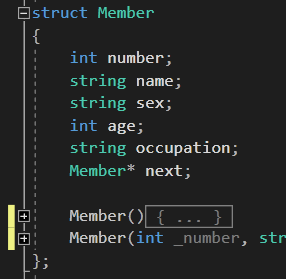 struct Member
{
int number;
string name;
string sex;
int age;
string occupation;
Member* next;
Member() { ... }
Member(int _number, str
};